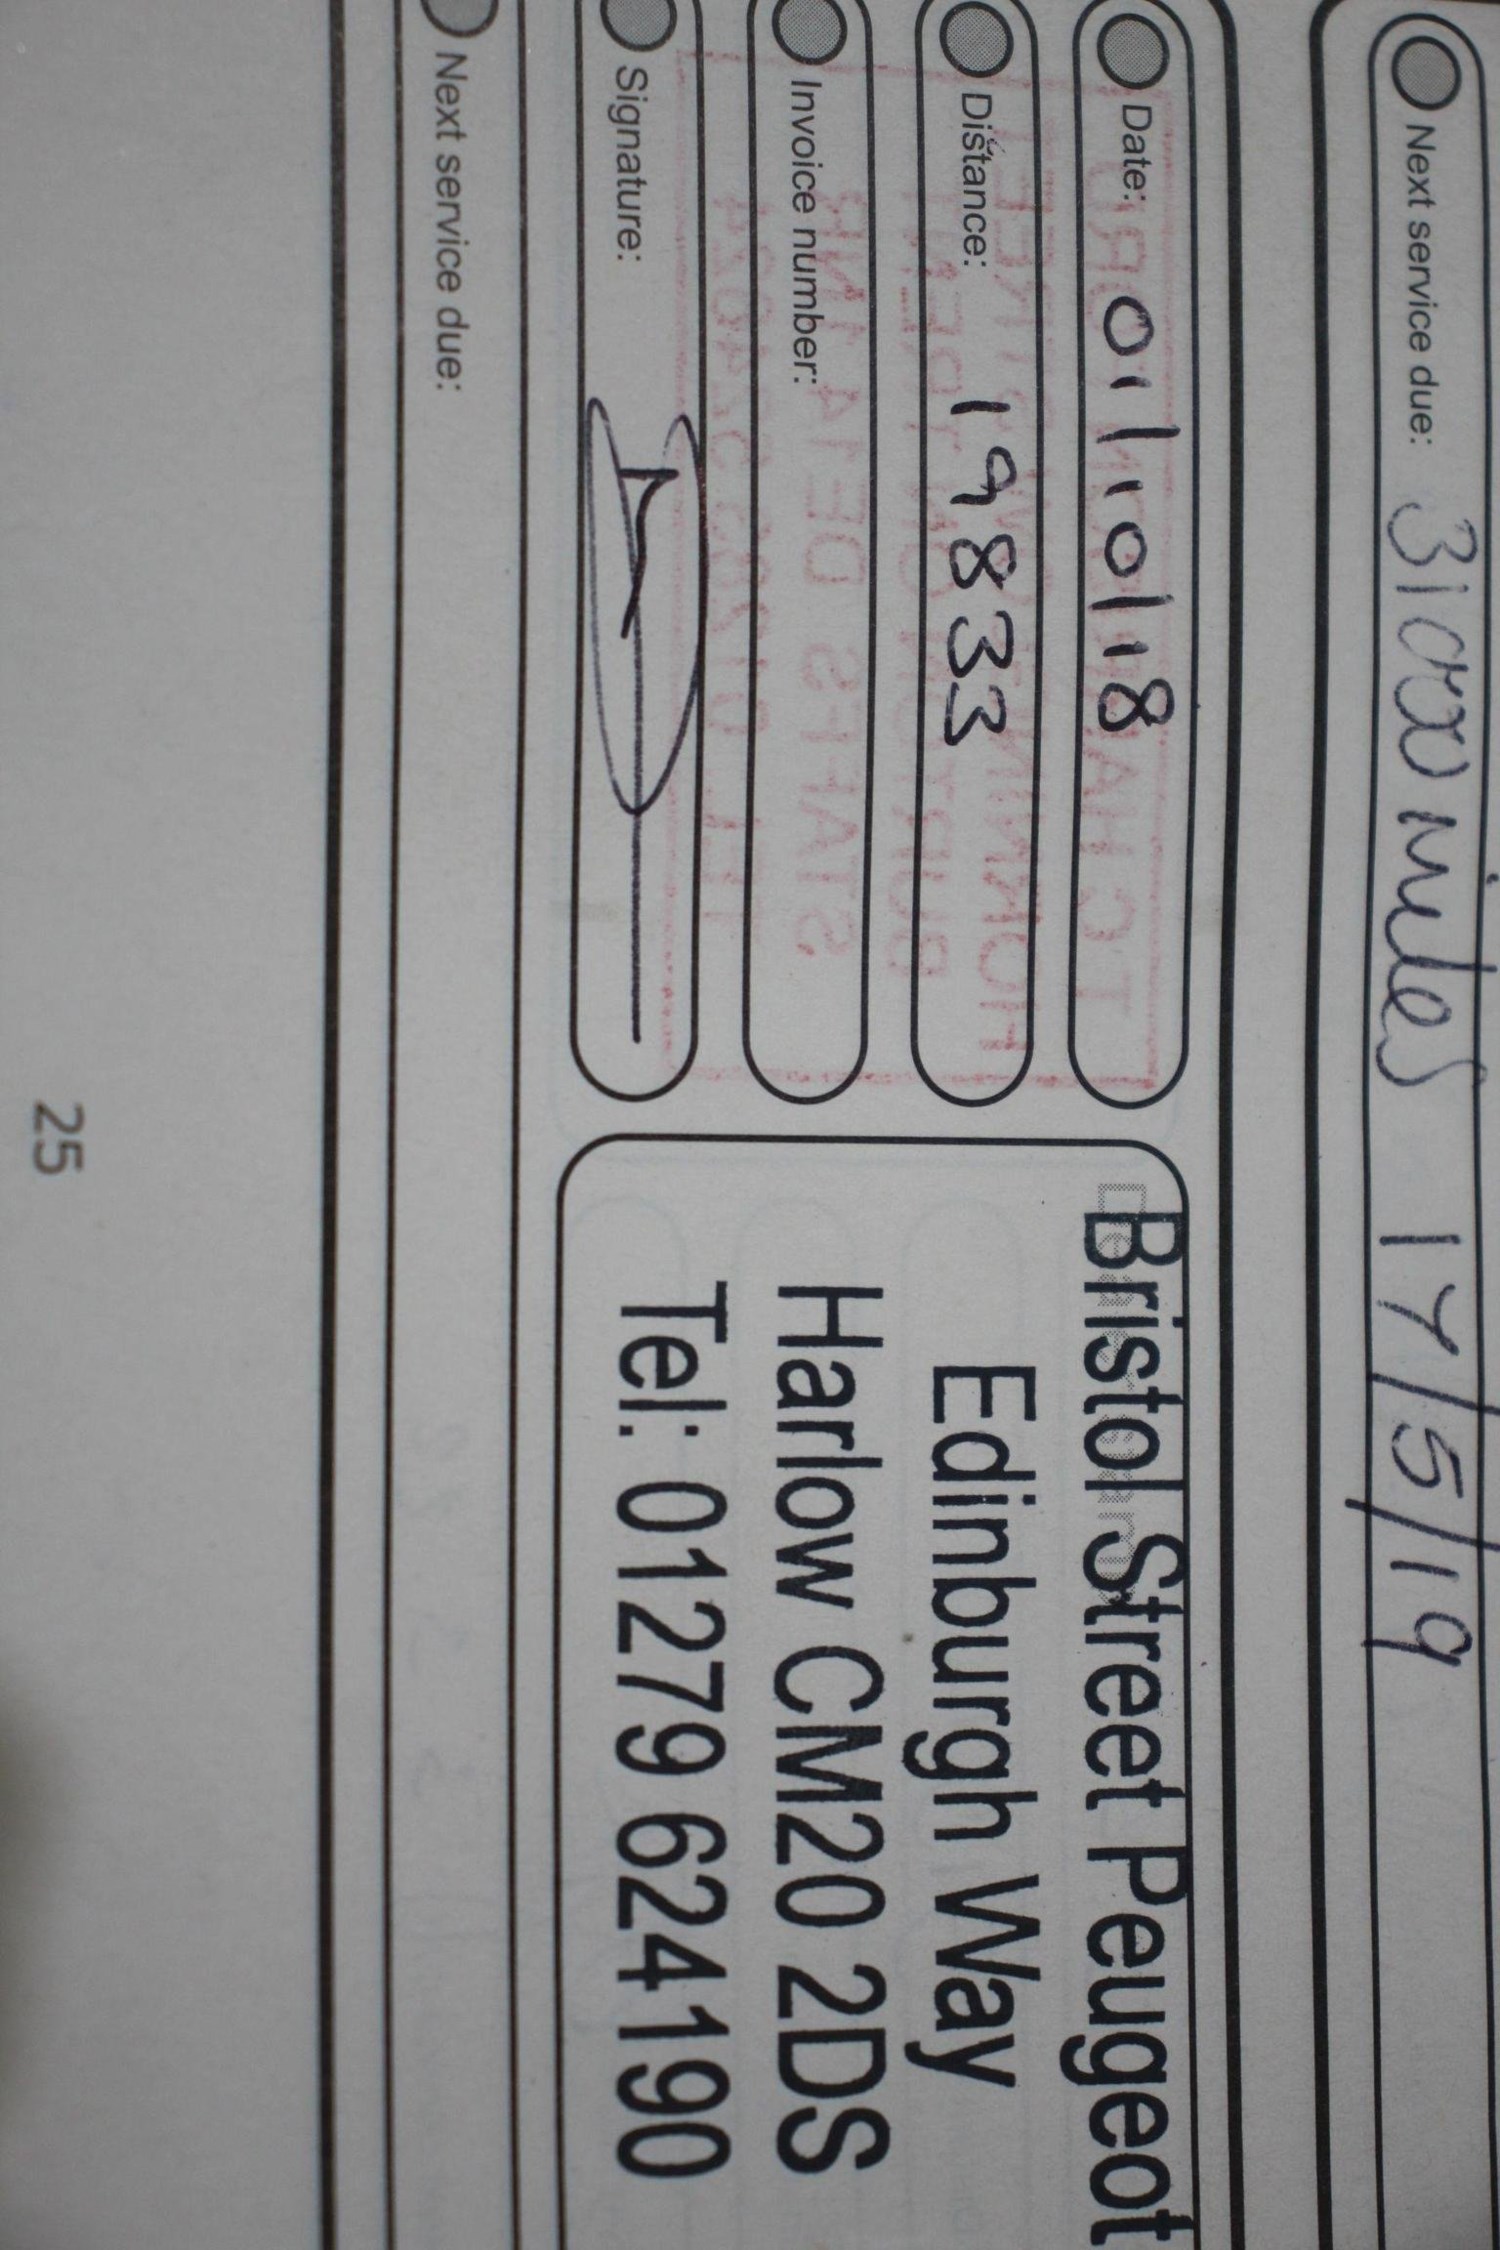 Next service due: 31000 miles 17/5/19
Date: 01/10/18
Distance: 19833
Invoice number:
Signature:
Bristol Street Peugeot
Edinburgh Way
Harlow CM20 2DS
Tel: 01279 624190
Next service due:
25